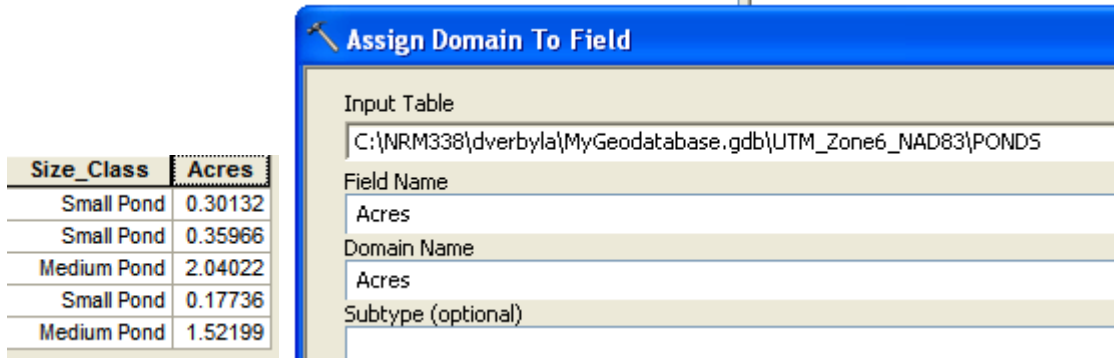 Assign Domain To Field
Input Table
C:\NRM338\dverbyla\MyGeodatabase.gdb\UTM_Zone6_NAD83\PONDS
Field Name
Acres
Domain Name
Acres
Subtype (optional)
Size_Class Acres
Small Pond 0.30132
Small Pond 0.35966
Medium Pond 2.04022
Small Pond 0.17736
Medium Pond 1.52199